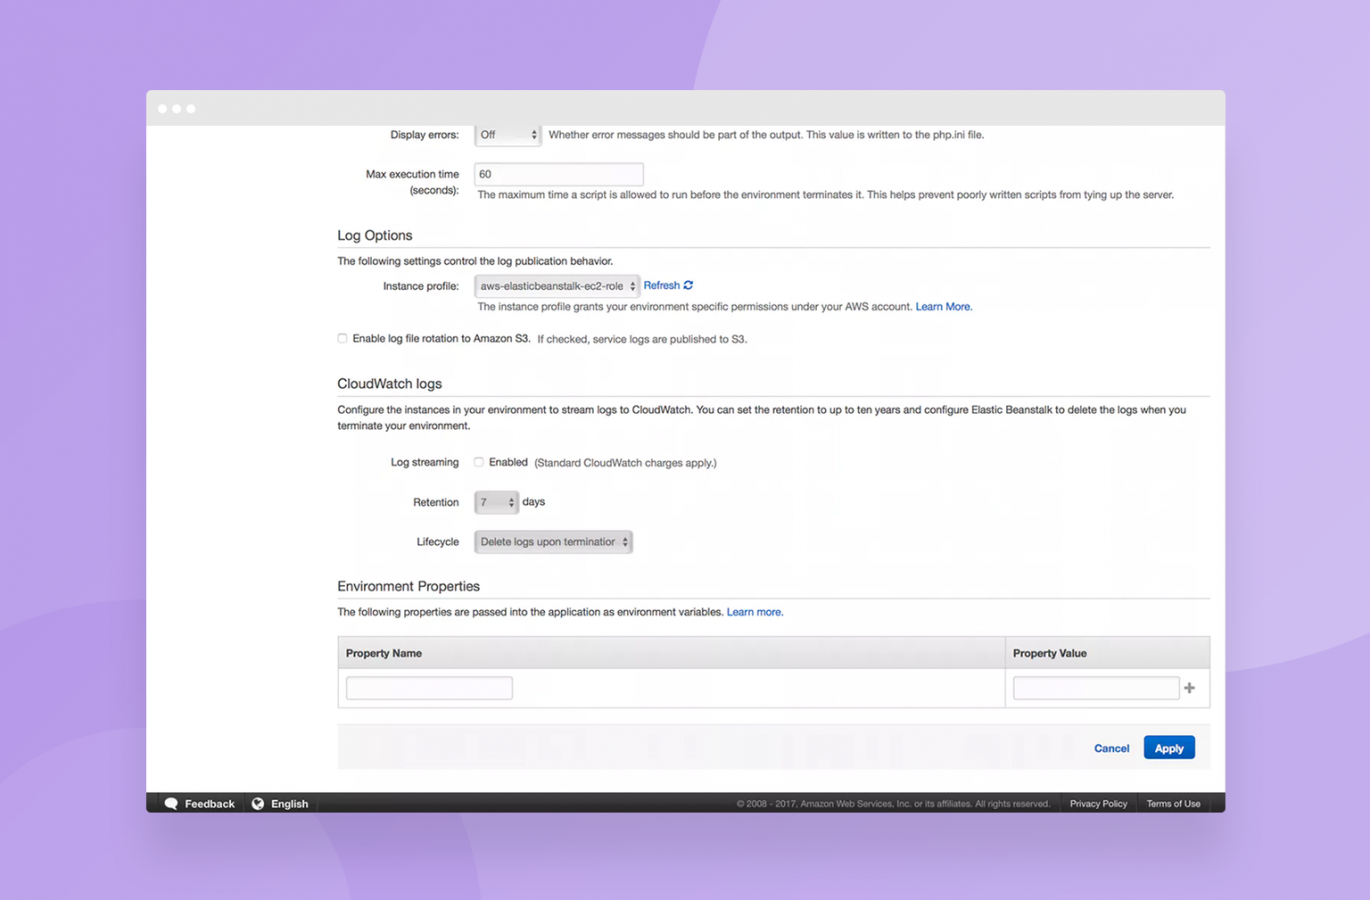 Display errors: Off Whether error messages should be part of the output. This value is written to the php.ini file.
Max execution time 60
(seconds): The maximum time a script is allowed to run before the environment terminates it. This helps prevent poorly written scripts from tying up the server.
Log Options
The following settings control the log publication behavior.
Instance profile: aws-elasticbeanstalk-ec2-role Refresh
The instance profile grants your environment specific permissions under your AWS account. Learn More.
Enable log file rotation to Amazon S3. If checked, service logs are published to S3.
CloudWatch logs
Configure the instances in your environment to stream logs to CloudWatch. You can set the retention to up to ten years and configure Elastic Beanstalk to delete the logs when you
terminate your environment.
Log streaming Enabled (Standard CloudWatch charges apply.)
Retention 7 days
Lifecycle Delete logs upon termination
Environment Properties
The following properties are passed into the application as environment variables. Learn more.
Property Name Property Value
Cancel Apply
Feedback English © 2008 - 2017, Amazon Web Services, Inc. or its affiliates. All rights reserved. Privacy Policy Terms of Use